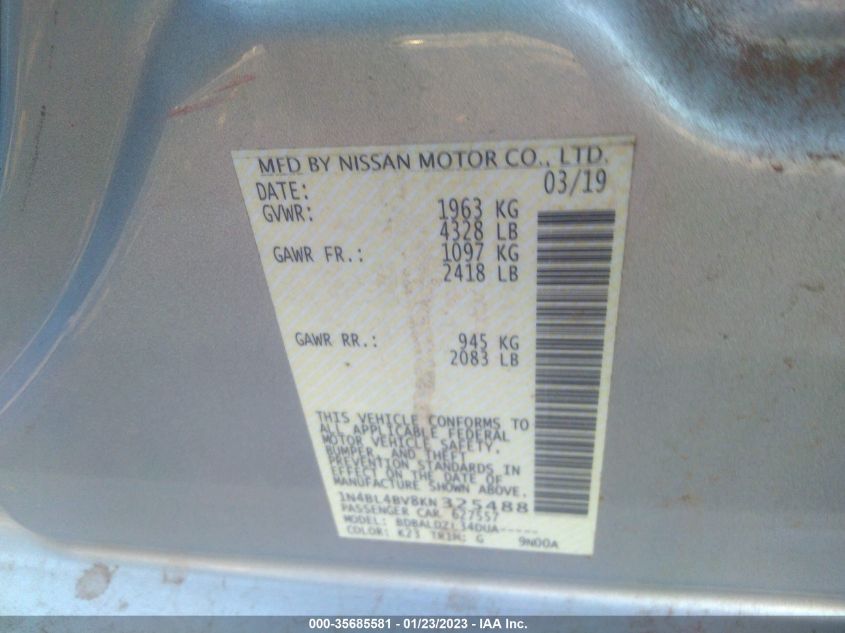 MFD BY NISSAN MOTOR CO., LTD.
DATE: 03/19
GVWR: 1963 KG
4328 LB
GAWR FR.: 1097 KG
2418 LB
GAWR RR.: 945 KG
2083 LB
THIS VEHICLE CONFORMS TO
ALL APPLICABLE FEDERAL
MOTOR VEHICLE SAFETY,
BUMPER, AND THEFT
PREVENTION STANDARDS IN
EFFECT ON THE DATE OF
MANUFACTURE SHOWN ABOVE.
1N4BL4BV8KN325488
PASSENGER CAR 627557
MODEL: BDBALDZL34DUA-----
COLOR: K23 TRIM: G 9N00A
000-35685581 / 01/23/2023 - IAA Inc.